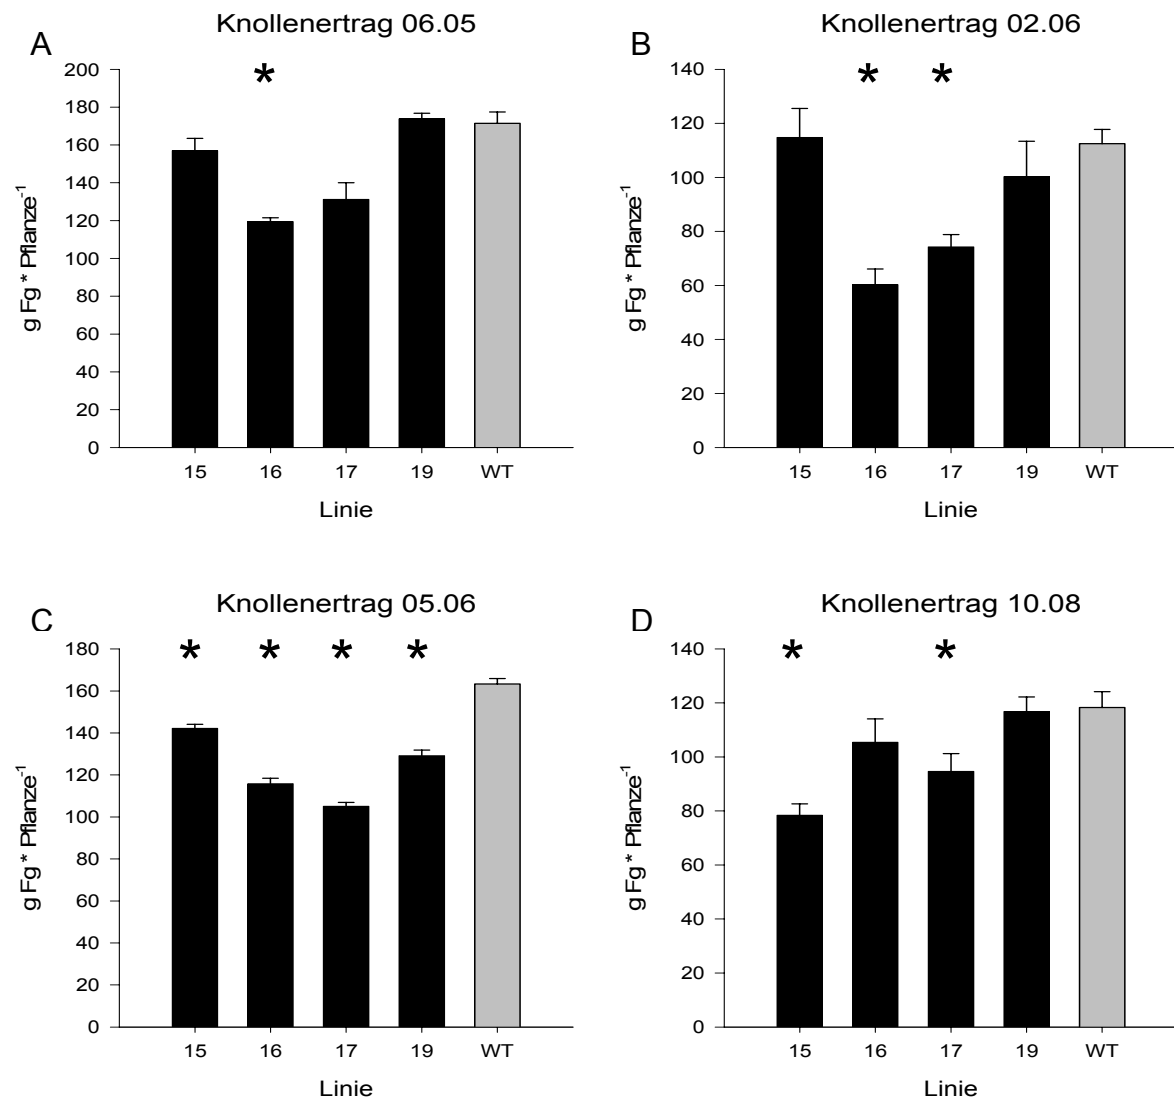 A
Knollenertrag 06.05
*
200
180
160
140
120
100
80
60
40
20
0
g Fg * Pflanze⁻¹
15 16 17 19 WT
Linie
B
Knollenertrag 02.06
* *
140
120
100
80
60
40
20
0
g Fg * Pflanze⁻¹
15 16 17 19 WT
Linie
C
Knollenertrag 05.06
* * * *
180
160
140
120
100
80
60
40
20
0
g Fg * Pflanze⁻¹
15 16 17 19 WT
Linie
D
Knollenertrag 10.08
* *
140
120
100
80
60
40
20
0
g Fg * Pflanze⁻¹
15 16 17 19 WT
Linie